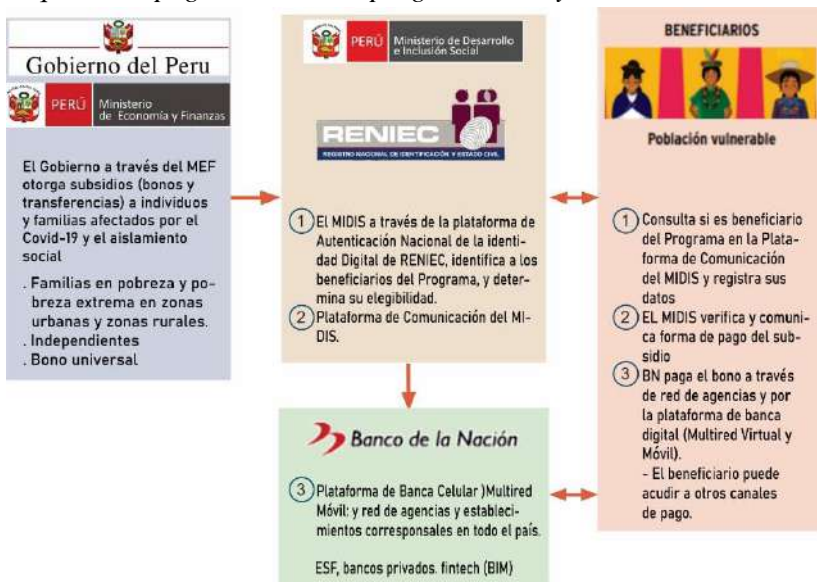 Gobierno del Peru
PERÚ
Ministerio
de Economía y Finanzas
El Gobierno a través del MEF
otorga subsidios (bonos y
transferencias) a individuos
y familias afectados por el
Covid-19 y el aislamiento
social
. Familias en pobreza y po-
breza extrema en zonas
urbanas y zonas rurales.
. Independientes
. Bono universal
PERÚ
Ministerio de Desarrollo
e Inclusión Social
RENIEC
REGISTRO NACIONAL DE IDENTIFICACIÓN Y ESTADO CIVIL
1 El MIDIS a través de la plataforma de
Autenticación Nacional de la identi-
dad Digital de RENIEC, identifica a los
beneficiarios del Programa, y deter-
mina su elegibilidad.
2 Plataforma de Comunicación del MI-
DIS.
Banco de la Nación
3 Plataforma de Banca Celular )Multired
Móvil: y red de agencias y estableci-
mientos corresponsales en todo el país.
ESF, bancos privados. fintech (BIM)
BENEFICIARIOS
Población vulnerable
1 Consulta si es beneficiario
del Programa en la Plata-
forma de Comunicación
del MIDIS y registra sus
datos
2 EL MIDIS verifica y comuni-
ca forma de pago del sub-
sidio
3 BN paga el bono a través
de red de agencias y por
la plataforma de banca
digital (Multired Virtual y
Móvil).
- El beneficiario puede
acudir a otros canales
de pago.